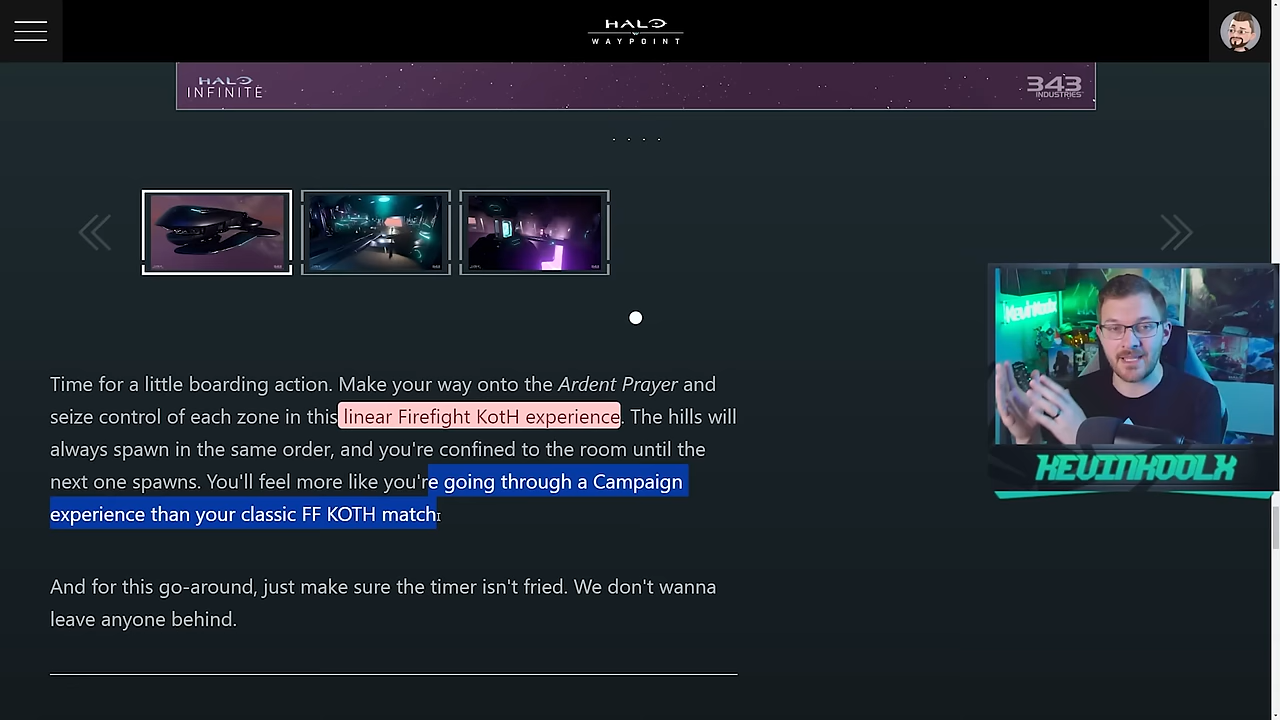 HALO
WAYPOINT
HALO
INFINITE
343
INDUSTRIES
Time for a little boarding action. Make your way onto the Ardent Prayer and
seize control of each zone in this linear Firefight KotH experience. The hills will
always spawn in the same order, and you're confined to the room until the
next one spawns. You'll feel more like you're going through a Campaign
experience than your classic FF KOTH match.
And for this go-around, just make sure the timer isn't fried. We don't wanna
leave anyone behind.
KevinKoolx
KEVINKOOLX